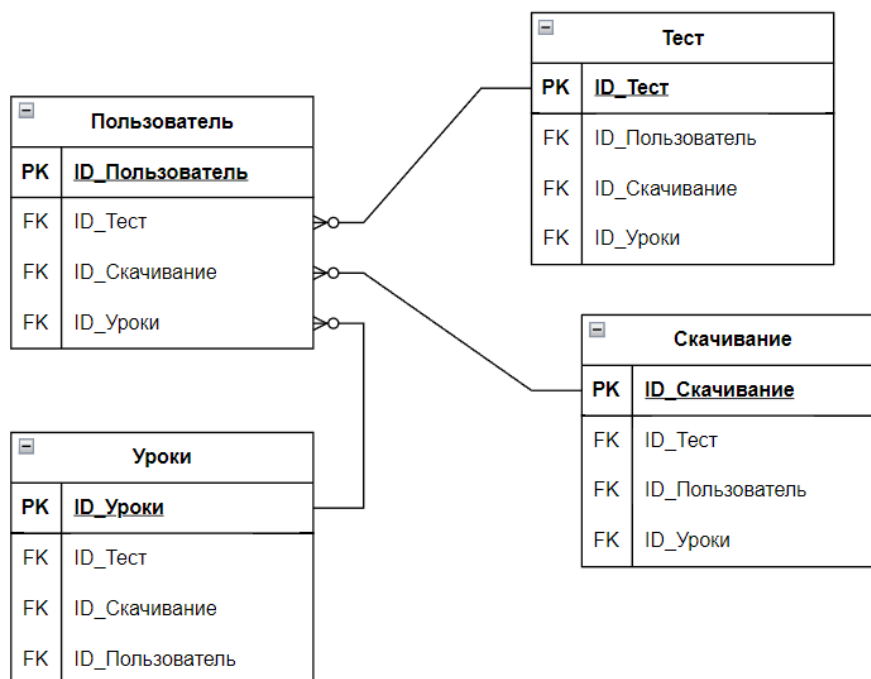 Пользователь
PK ID_Пользователь
FK ID_Тест
FK ID_Скачивание
FK ID_Уроки
Тест
PK ID_Тест
FK ID_Пользователь
FK ID_Скачивание
FK ID_Уроки
Скачивание
PK ID_Скачивание
FK ID_Тест
FK ID_Пользователь
FK ID_Уроки
Уроки
PK ID_Уроки
FK ID_Тест
FK ID_Скачивание
FK ID_Пользователь